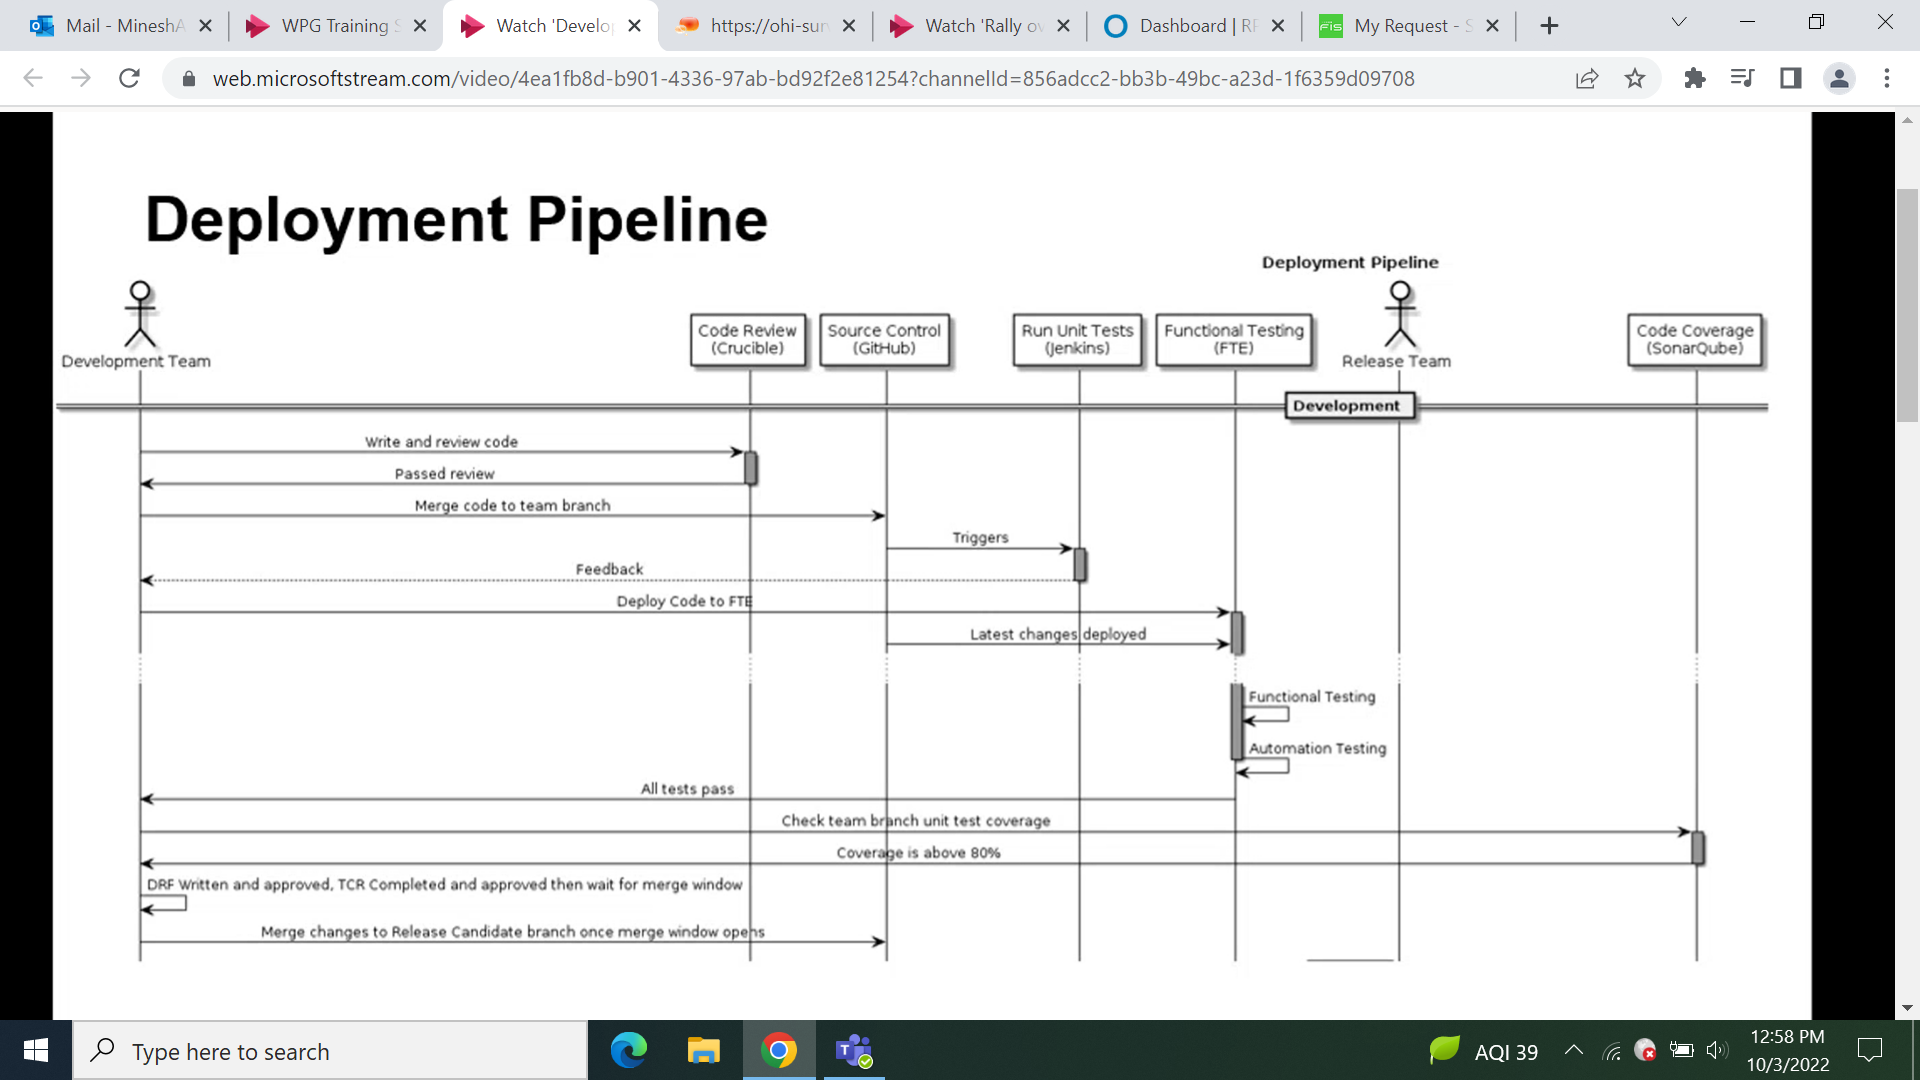 Mail - MineshA
WPG Training S
Watch 'Develop
https://ohi-sur
Watch 'Rally ov
Dashboard | RF
FIS
My Request - S
web.microsoftstream.com/video/4ea1fb8d-b901-4336-97ab-bd92f2e81254?channelId=856adcc2-bb3b-49bc-a23d-1f6359d09708
Deployment Pipeline
Deployment Pipeline
Development Team
Code Review
(Crucible)
Source Control
(GitHub)
Run Unit Tests
(Jenkins)
Functional Testing
(FTE)
Release Team
Code Coverage
(SonarQube)
Development
Write and review code
Passed review
Merge code to team branch
Triggers
Feedback
Deploy Code to FTE
Latest changes deployed
Functional Testing
Automation Testing
All tests pass
Check team branch unit test coverage
Coverage is above 80%
DRF Written and approved, TCR Completed and approved then wait for merge window
Merge changes to Release Candidate branch once merge window opens
Type here to search
AQI 39
12:58 PM
10/3/2022